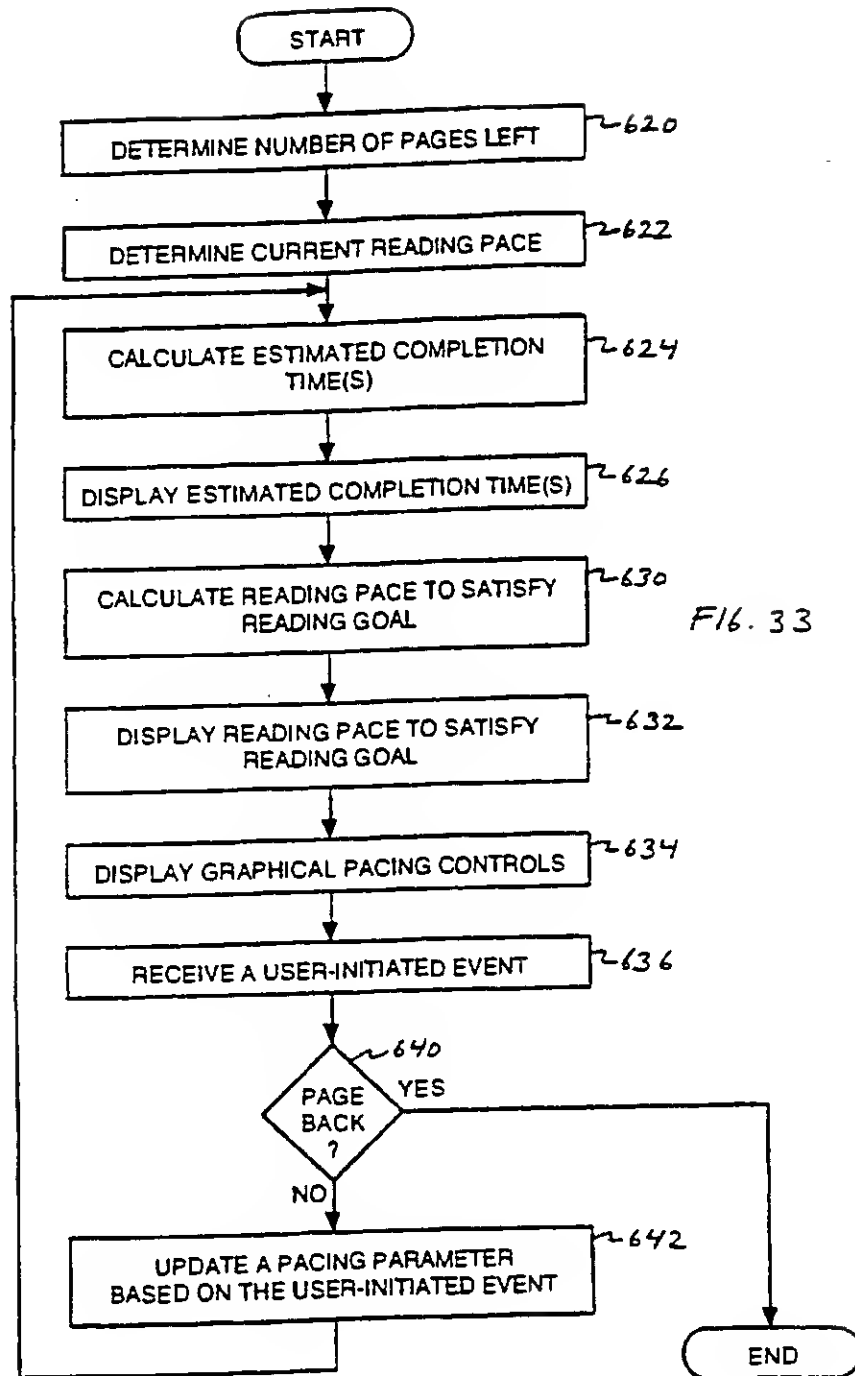 START
DETERMINE NUMBER OF PAGES LEFT
620
DETERMINE CURRENT READING PACE
622
CALCULATE ESTIMATED COMPLETION
TIME(S)
624
DISPLAY ESTIMATED COMPLETION TIME(S)
626
CALCULATE READING PACE TO SATISFY
READING GOAL
630
FIG. 33
DISPLAY READING PACE TO SATISFY
READING GOAL
632
DISPLAY GRAPHICAL PACING CONTROLS
634
RECEIVE A USER-INITIATED EVENT
636
640
PAGE
BACK
?
YES
NO
UPDATE A PACING PARAMETER
BASED ON THE USER-INITIATED EVENT
642
END